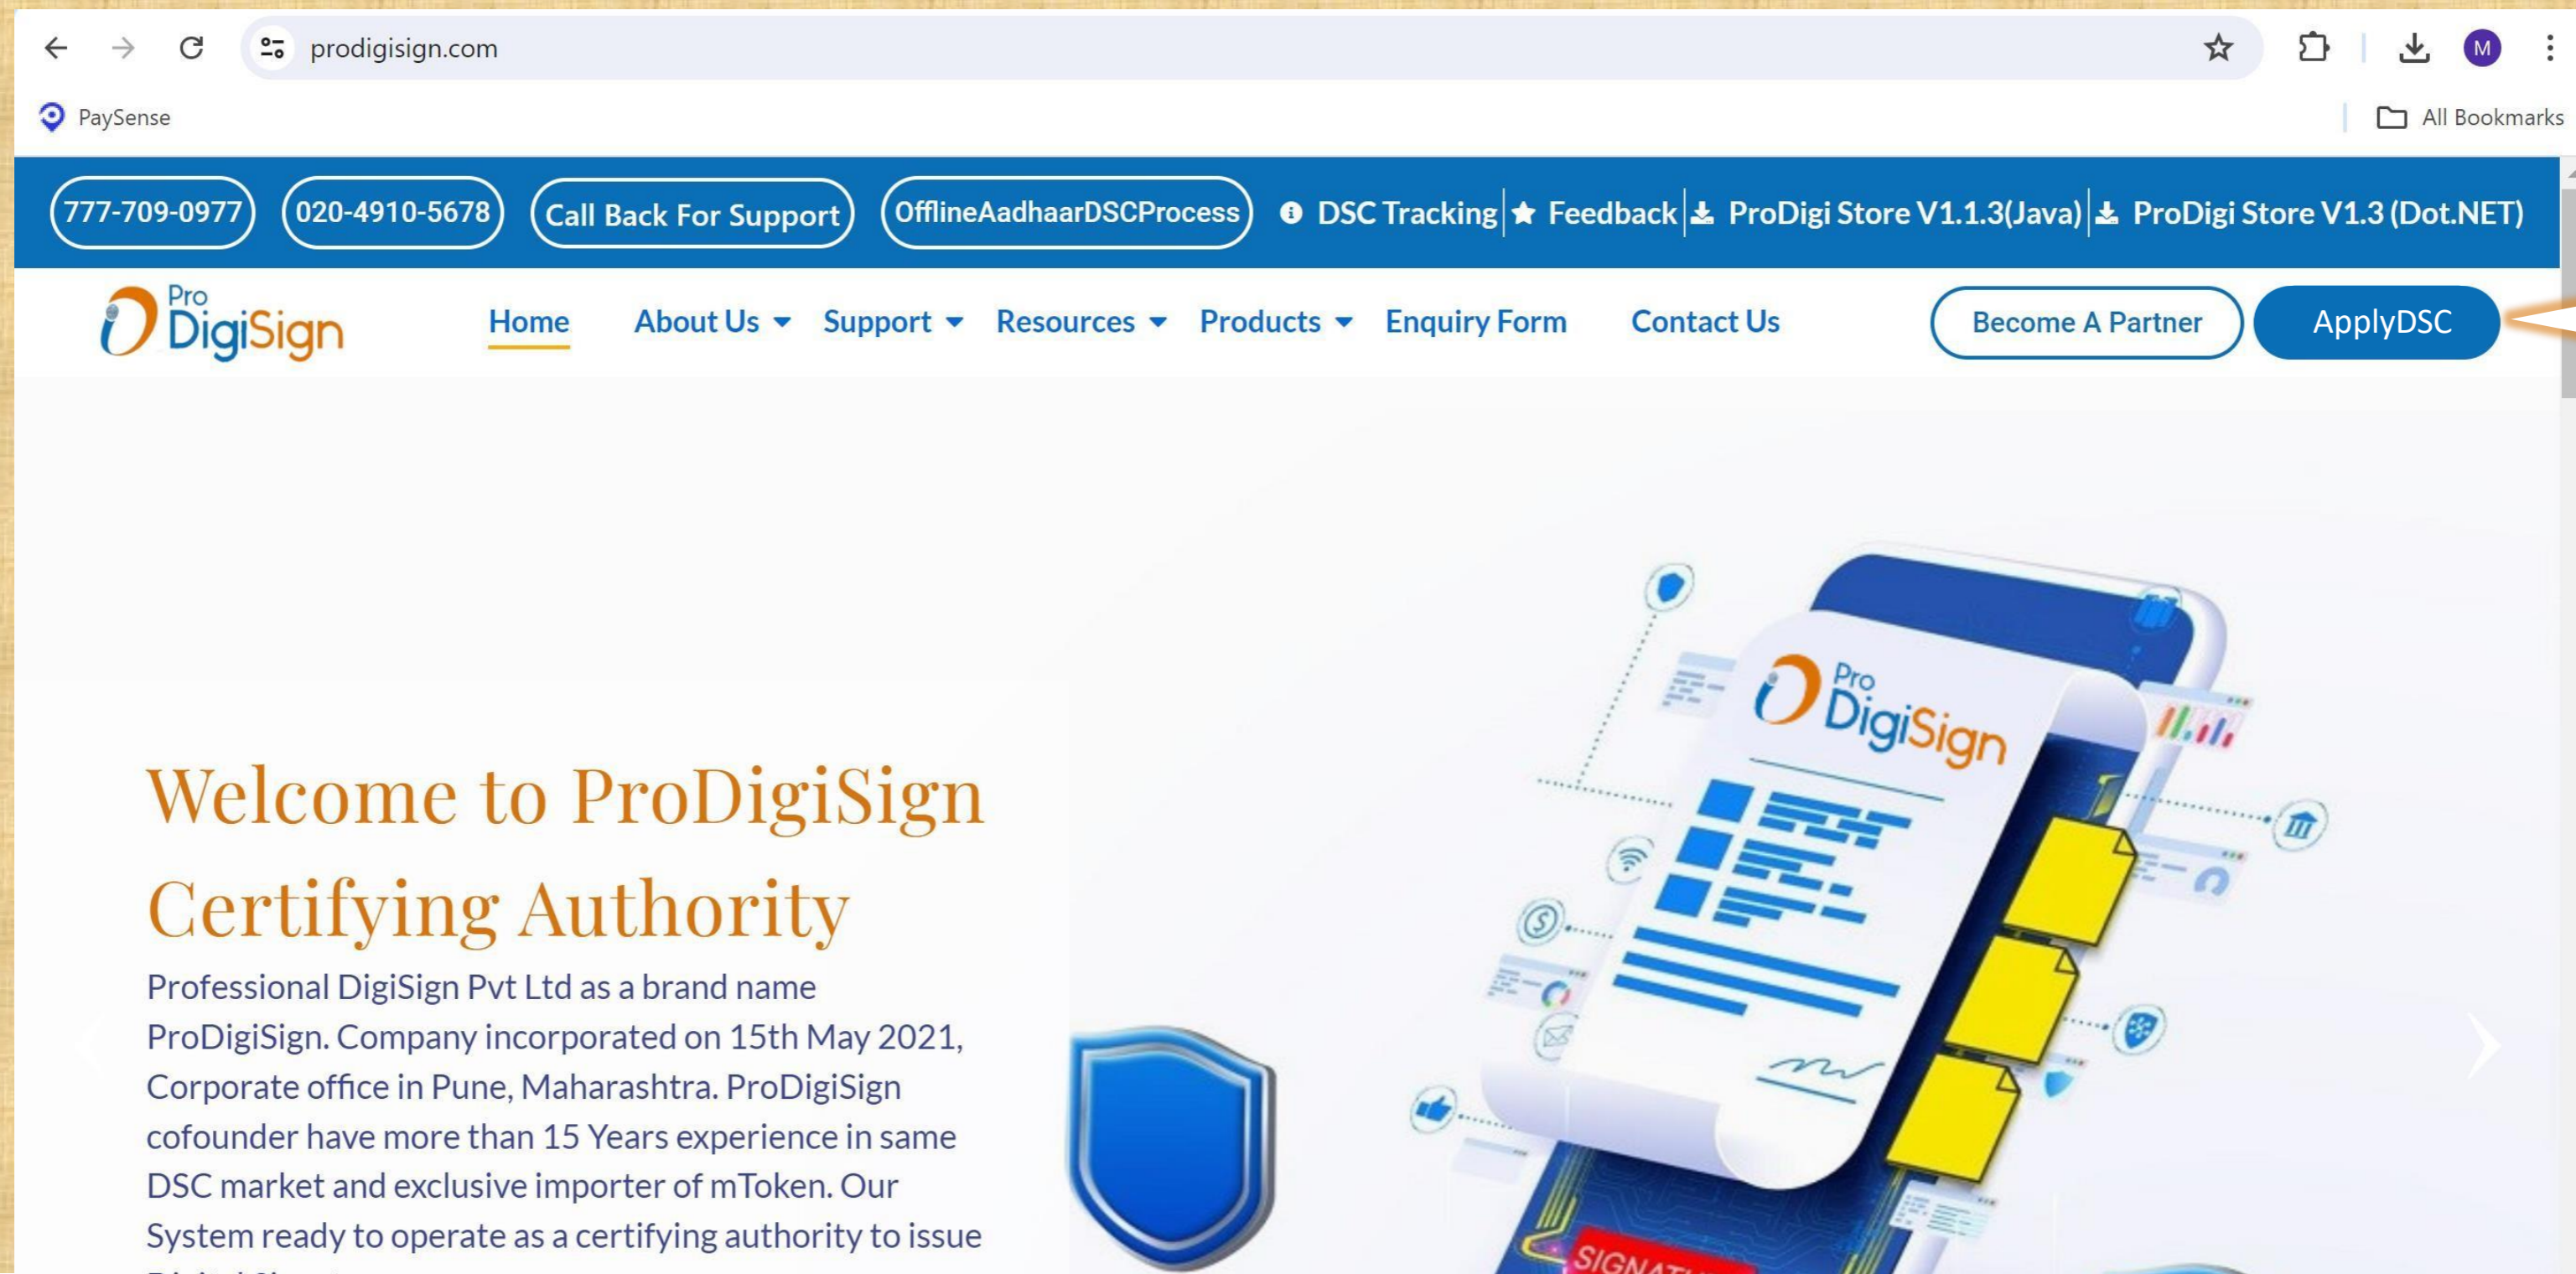 prodigisign.com
M
PaySense
All Bookmarks
777-709-0977 020-4910-5678 Call Back For Support OfflineAadhaarDSCProcess DSC Tracking Feedback ProDigi Store V1.1.3(Java) ProDigi Store V1.3 (Dot.NET)
Pro
DigiSign
Home About Us Support Resources Products Enquiry Form Contact Us Become A Partner ApplyDSC
Pro
DigiSign
Welcome to ProDigiSign
Certifying Authority
Professional DigiSign Pvt Ltd as a brand name
ProDigiSign. Company incorporated on 15th May 2021,
Corporate office in Pune, Maharashtra. ProDigiSign
cofounder have more than 15 Years experience in same
DSC market and exclusive importer of mToken. Our
System ready to operate as a certifying authority to issue